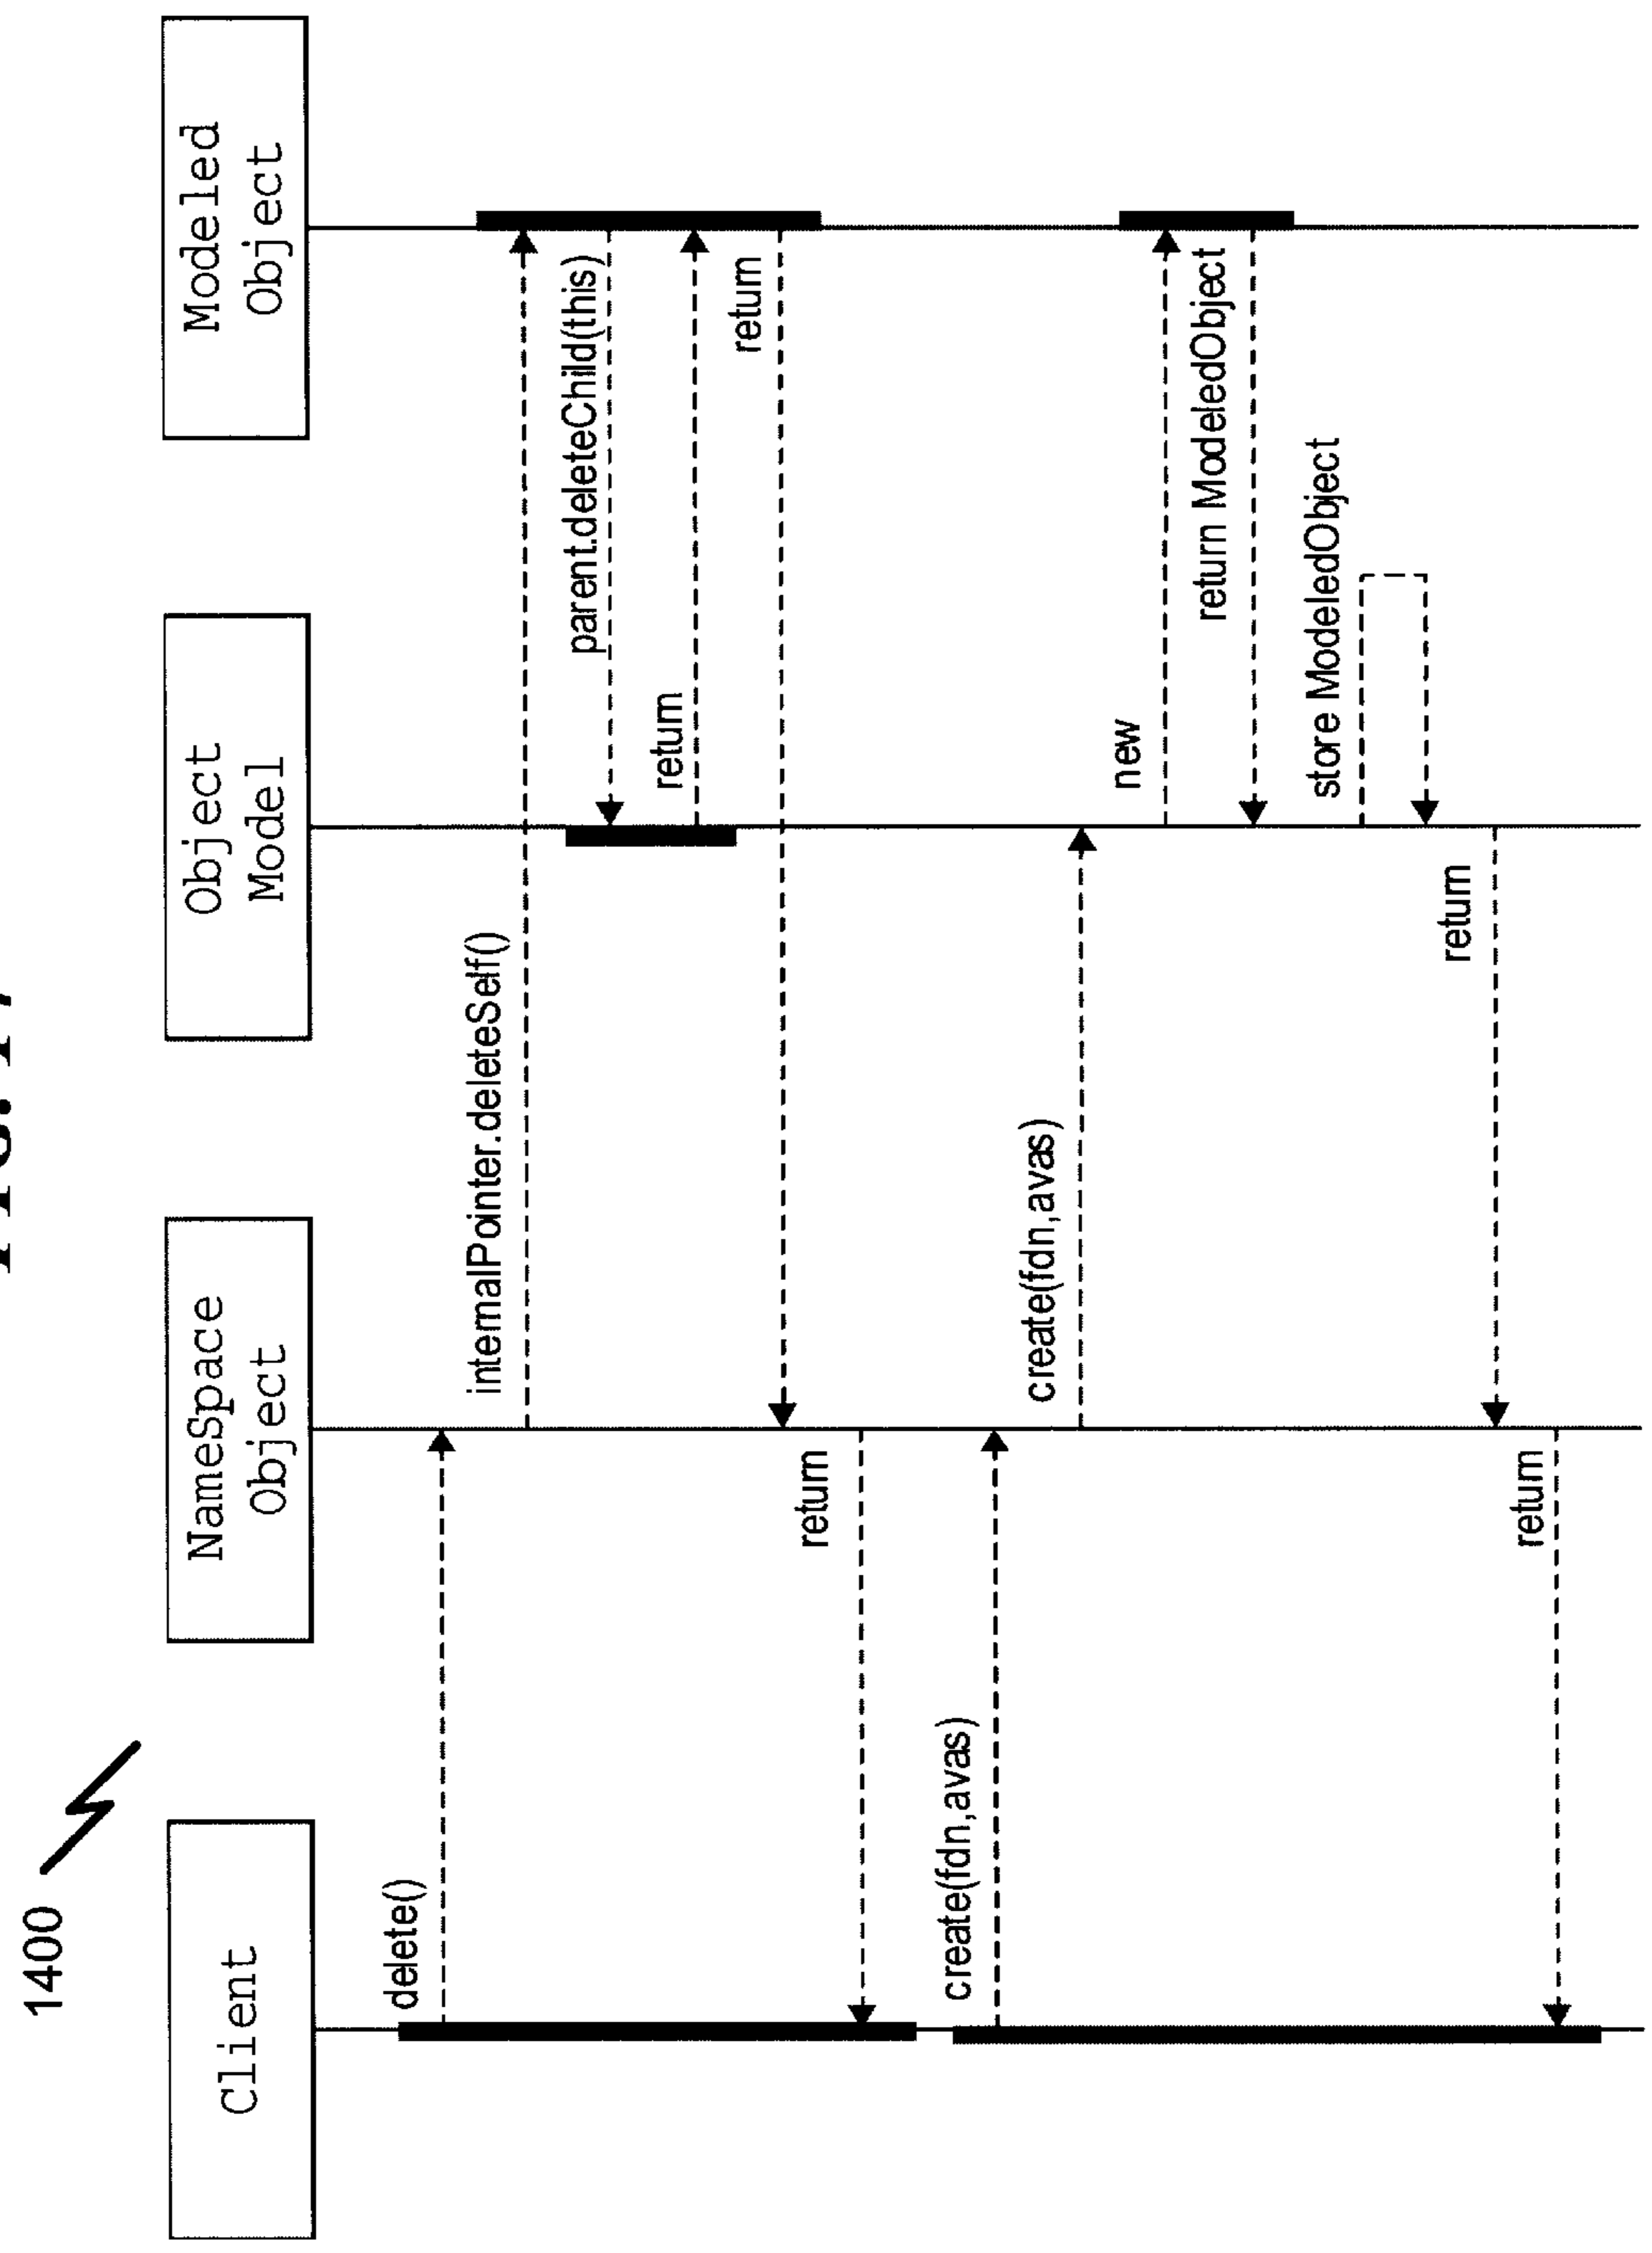 1400
Client
NameSpace
Object
Object
Model
Modeled
Object
delete()
internalPointer.deleteSelf()
parent.deleteChild(this)
return
return
return
create(fdn,avas)
create(fdn,avas)
new
return ModeledObject
store ModeledObject
return
return